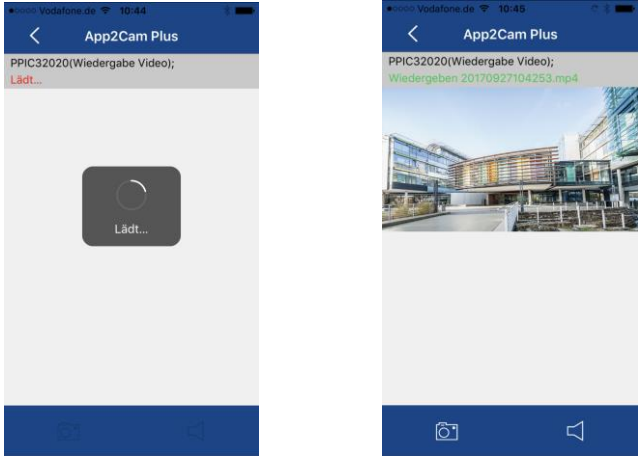 Vodafone.de 10:44
App2Cam Plus
PPIC32020(Wiedergabe Video);
Lädt...
Lädt...
Vodafone.de 10:45
App2Cam Plus
PPIC32020(Wiedergabe Video);
Wiedergeben 20170927104253.mp4